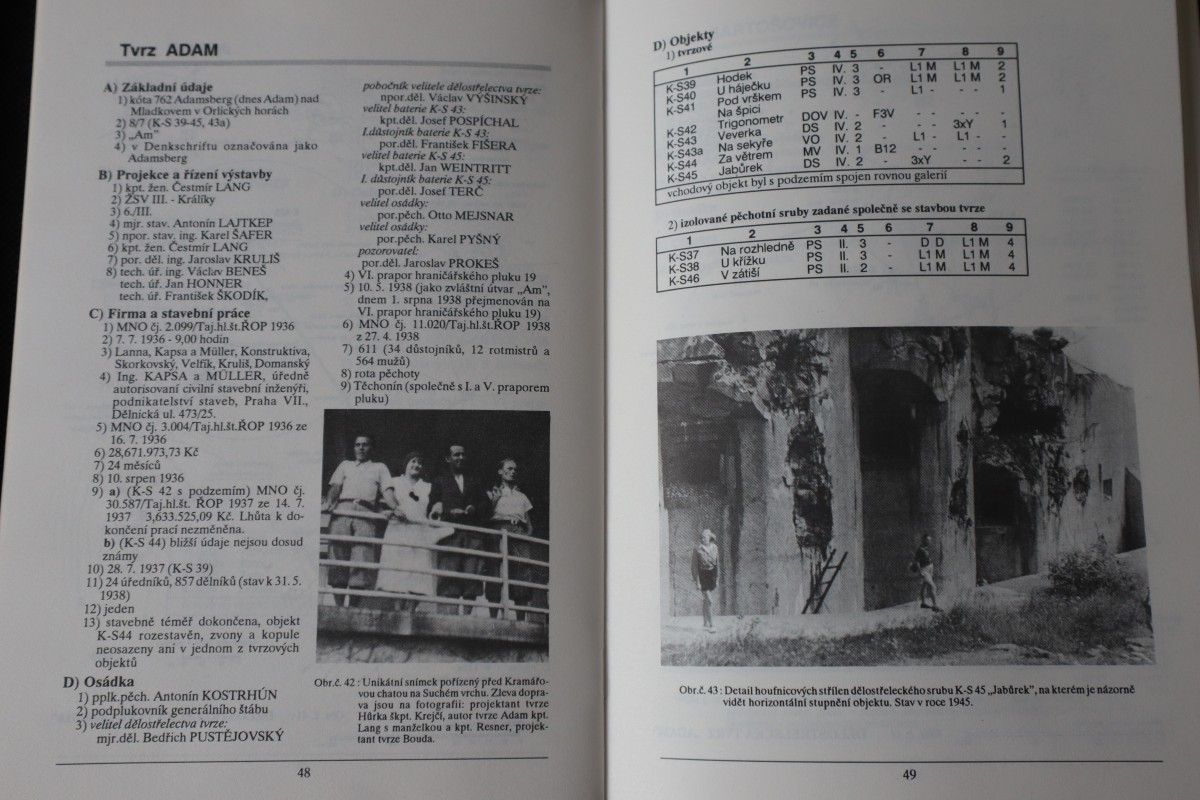 Tvrz ADAM
A) Základní údaje
1) kóta 762 Adamsberg (dnes Adam) nad
Mladkovem v Orlických horách
2) 8/7 (K-S 39-45, 43a)
3) „Am”
4) v Denkschriftu označována jako
Adamsberg
B) Projekce a řízení výstavby
1) kpt. žen. Čestmír LANG
2) ŽSV III. - Králíky
3) 6./III.
4) mjr. stav. Antonín LAJTKEP
5) npor. stav. ing. Karel ŠAFER
6) kpt. žen. Čestmír LANG
7) por. děl. ing. Jaroslav KRULIŠ
8) tech. úř. ing. Václav BENEŠ
tech. úř. Jan HONNER
tech. úř. František ŠKODÍK,
C) Firma a stavební práce
1) MNO čj. 2.099/Taj.hl.št.ŘOP 1936
2) 7. 7. 1936 - 9,00 hodin
3) Lanna, Kapsa a Müller, Konstruktiva,
Skorkovský, Velfík, Kruliš, Domanský
4) Ing. KAPSA a MÜLLER, úředně
autorisovaní civilní stavební inženýři,
podnikatelství staveb, Praha VII.,
Dělnická ul. 473/25.
5) MNO čj. 3.004/Taj.hl.št.ŘOP 1936 ze
16. 7. 1936
6) 28,671.973,73 Kč
7) 24 měsíců
8) 10. srpen 1936
9) a) (K-S 42 s podzemím) MNO čj.
30.587/Taj.hl.št. ŘOP 1937 ze 14. 7.
1937 3,633.525,09 Kč. Lhůta k do-
končení prací nezměněna.
b) (K-S 44) bližší údaje nejsou dosud
známy
10) 28. 7. 1937 (K-S 39)
11) 24 úředníků, 857 dělníků (stav k 31. 5.
1938)
12) jeden
13) stavebně téměř dokončena, objekt
K-S44 rozestavěn, zvony a kopule
neosazeny ani v jednom z tvrzových
objektů
D) Osádka
1) pplk.pěch. Antonín KOSTRHÚN
2) podplukovník generálního štábu
3) velitel dělostřelectva tvrze:
mjr.děl. Bedřich PUSTĚJOVSKÝ
pobočník velitele dělostřelectva tvrze:
npor.děl. Václav VYŠINSKÝ
velitel baterie K-S 43:
kpt.děl. Josef POSPÍCHAL
I.důstojník baterie K-S 43:
por.děl. František FIŠERA
velitel baterie K-S 45:
kpt.děl. Jan WEINTRITT
I. důstojník baterie K-S 45:
por.děl. Josef TERČ
velitel osádky:
por.pěch. Otto MEJSNAR
velitel osádky:
por.pěch. Karel PYŠNÝ
pozorovatel:
por.děl. Jaroslav PROKEŠ
4) VI. prapor hraničářského pluku 19
5) 10. 5. 1938 (jako zvláštní útvar „Am”,
dnem 1. srpna 1938 přejmenován na
VI. prapor hraničářského pluku 19)
6) MNO čj. 11.020/Taj.hl.št.ŘOP 1938
z 27. 4. 1938
7) 611 (34 důstojníků, 12 rotmistrů a
564 mužů)
8) rota pěchoty
9) Těchonín (společně s I. a V. praporem
pluku)
Obr.č. 42 : Unikátní snímek pořízený před Kramářo-
vou chatou na Suchém vrchu. Zleva dopra-
va jsou na fotografii: projektant tvrze
Hůrka škpt. Krejčí, autor tvrze Adam kpt.
Lang s manželkou a kpt. Resner, projek-
tant tvrze Bouda.
48
D) Objekty
1) tvrzové
1 2 3 4 5 6 7 8 9
K-S39 Hodek PS IV. 3 - L1 M L1 M 2
K-S40 U háječku PS IV. 3 OR L1 M L1 M 2
K-S41 Pod vrškem PS IV. 3 - L1 - - - 1
Na špici
K-S42 Trigonometr DOV IV. - F3V - - - - -
K-S43 Veverka DS IV. 2 - - - 3xY 1
K-S43a Na sekyře VO IV. 2 - L1 - L1 - -
K-S44 Za větrem MV IV. 1 B12 - - - - -
K-S45 Jabůrek DS IV. 2 - 3xY - - 2
vchodový objekt byl s podzemím spojen rovnou galerií
2) izolované pěchotní sruby zadané společně se stavbou tvrze
1 2 3 4 5 6 7 8 9
K-S37 Na rozhledně PS II. 3 - D D L1 M 4
K-S38 U křížku PS II. 3 - L1 M L1 M 4
K-S46 V zátiší PS II. 2 - L1 M L1 M 4
Obr.č. 43 : Detail houfnicových střílen dělostřeleckého srubu K-S 45 „Jabůrek”, na kterém je názorně
vidět horizontální stupnění objektu. Stav v roce 1945.
49